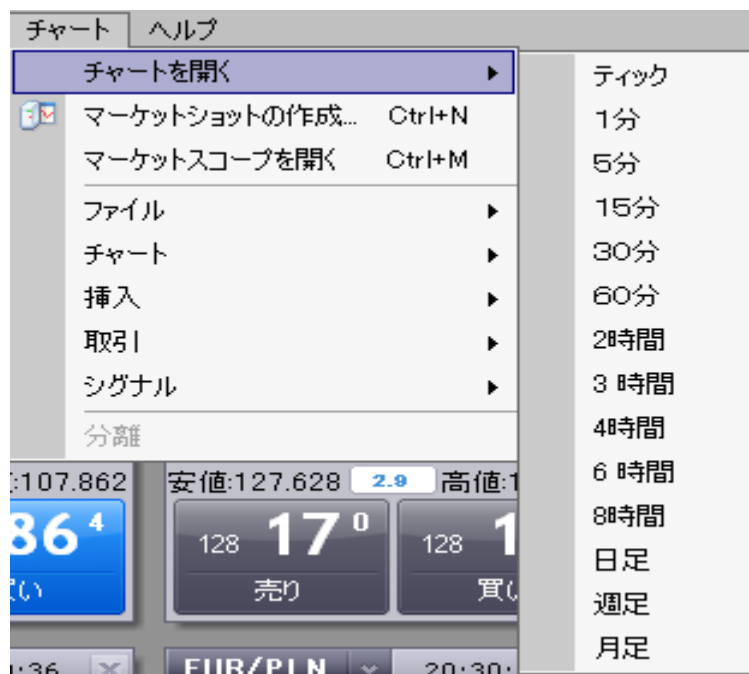 チャート ヘルプ
チャートを開く
マーケットショットの作成... Ctrl+N
マーケットスコープを開く Ctrl+M
ファイル
チャート
挿入
取引
シグナル
分離
ティック
1分
5分
15分
30分
60分
2時間
3 時間
4時間
6 時間
8時間
日足
週足
月足
:107.862
安値:127.628 2.9 高値:1
86 4
128 17 0
128 1
い
売り
買い
:36
EUR/PLN 20:30: